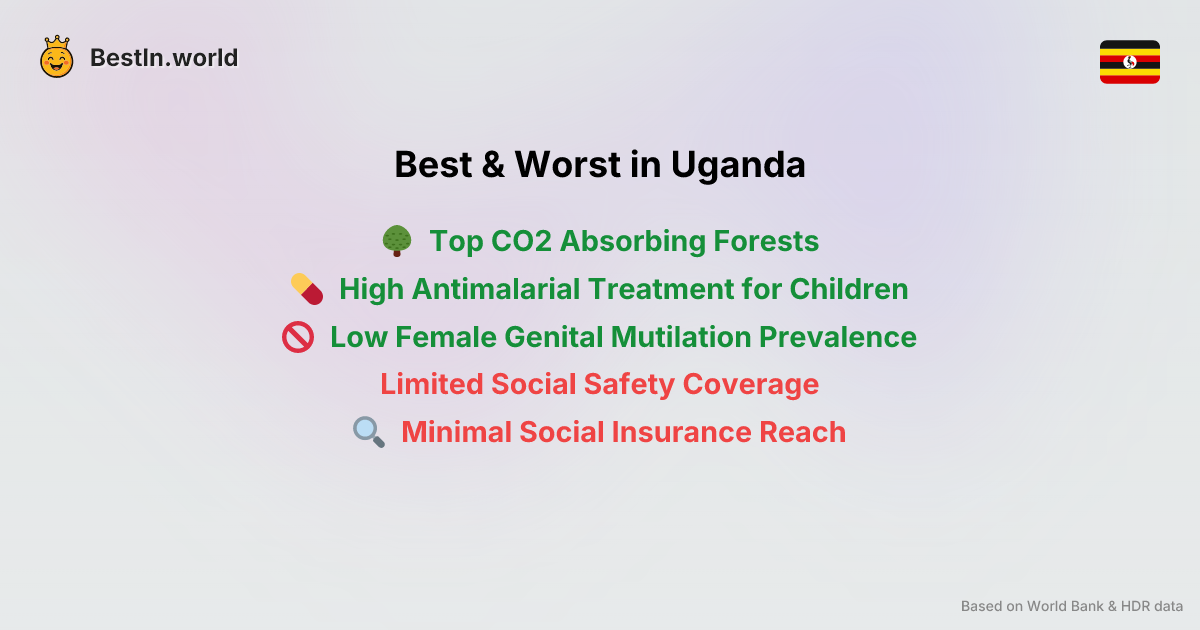 BestIn.world
Best & Worst in Uganda
Top CO2 Absorbing Forests
High Antimalarial Treatment for Children
Low Female Genital Mutilation Prevalence
Limited Social Safety Coverage
Minimal Social Insurance Reach
Based on World Bank & HDR data